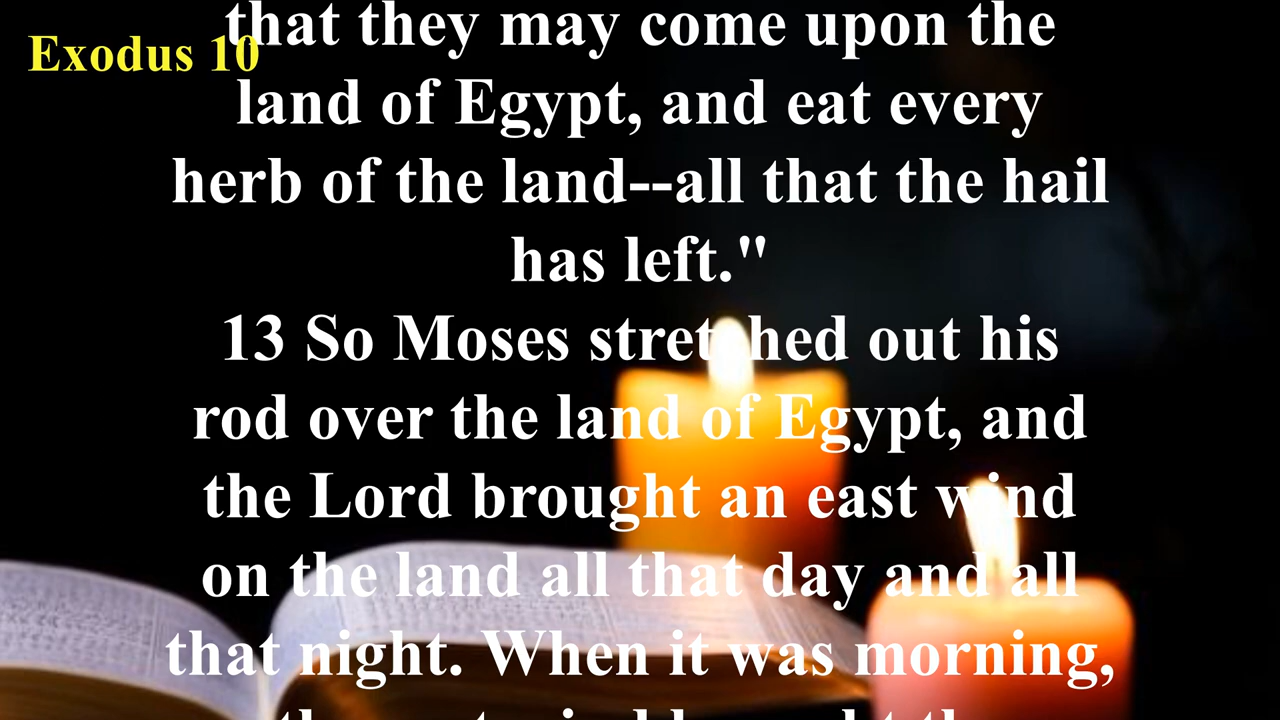 that they may come upon the
Exodus 10
land of Egypt, and eat every
herb of the land--all that the hail
has left."
13 So Moses stretched out his
rod over the land of Egypt, and
the Lord brought an east wind
on the land all that day and all
that night. When it was morning,